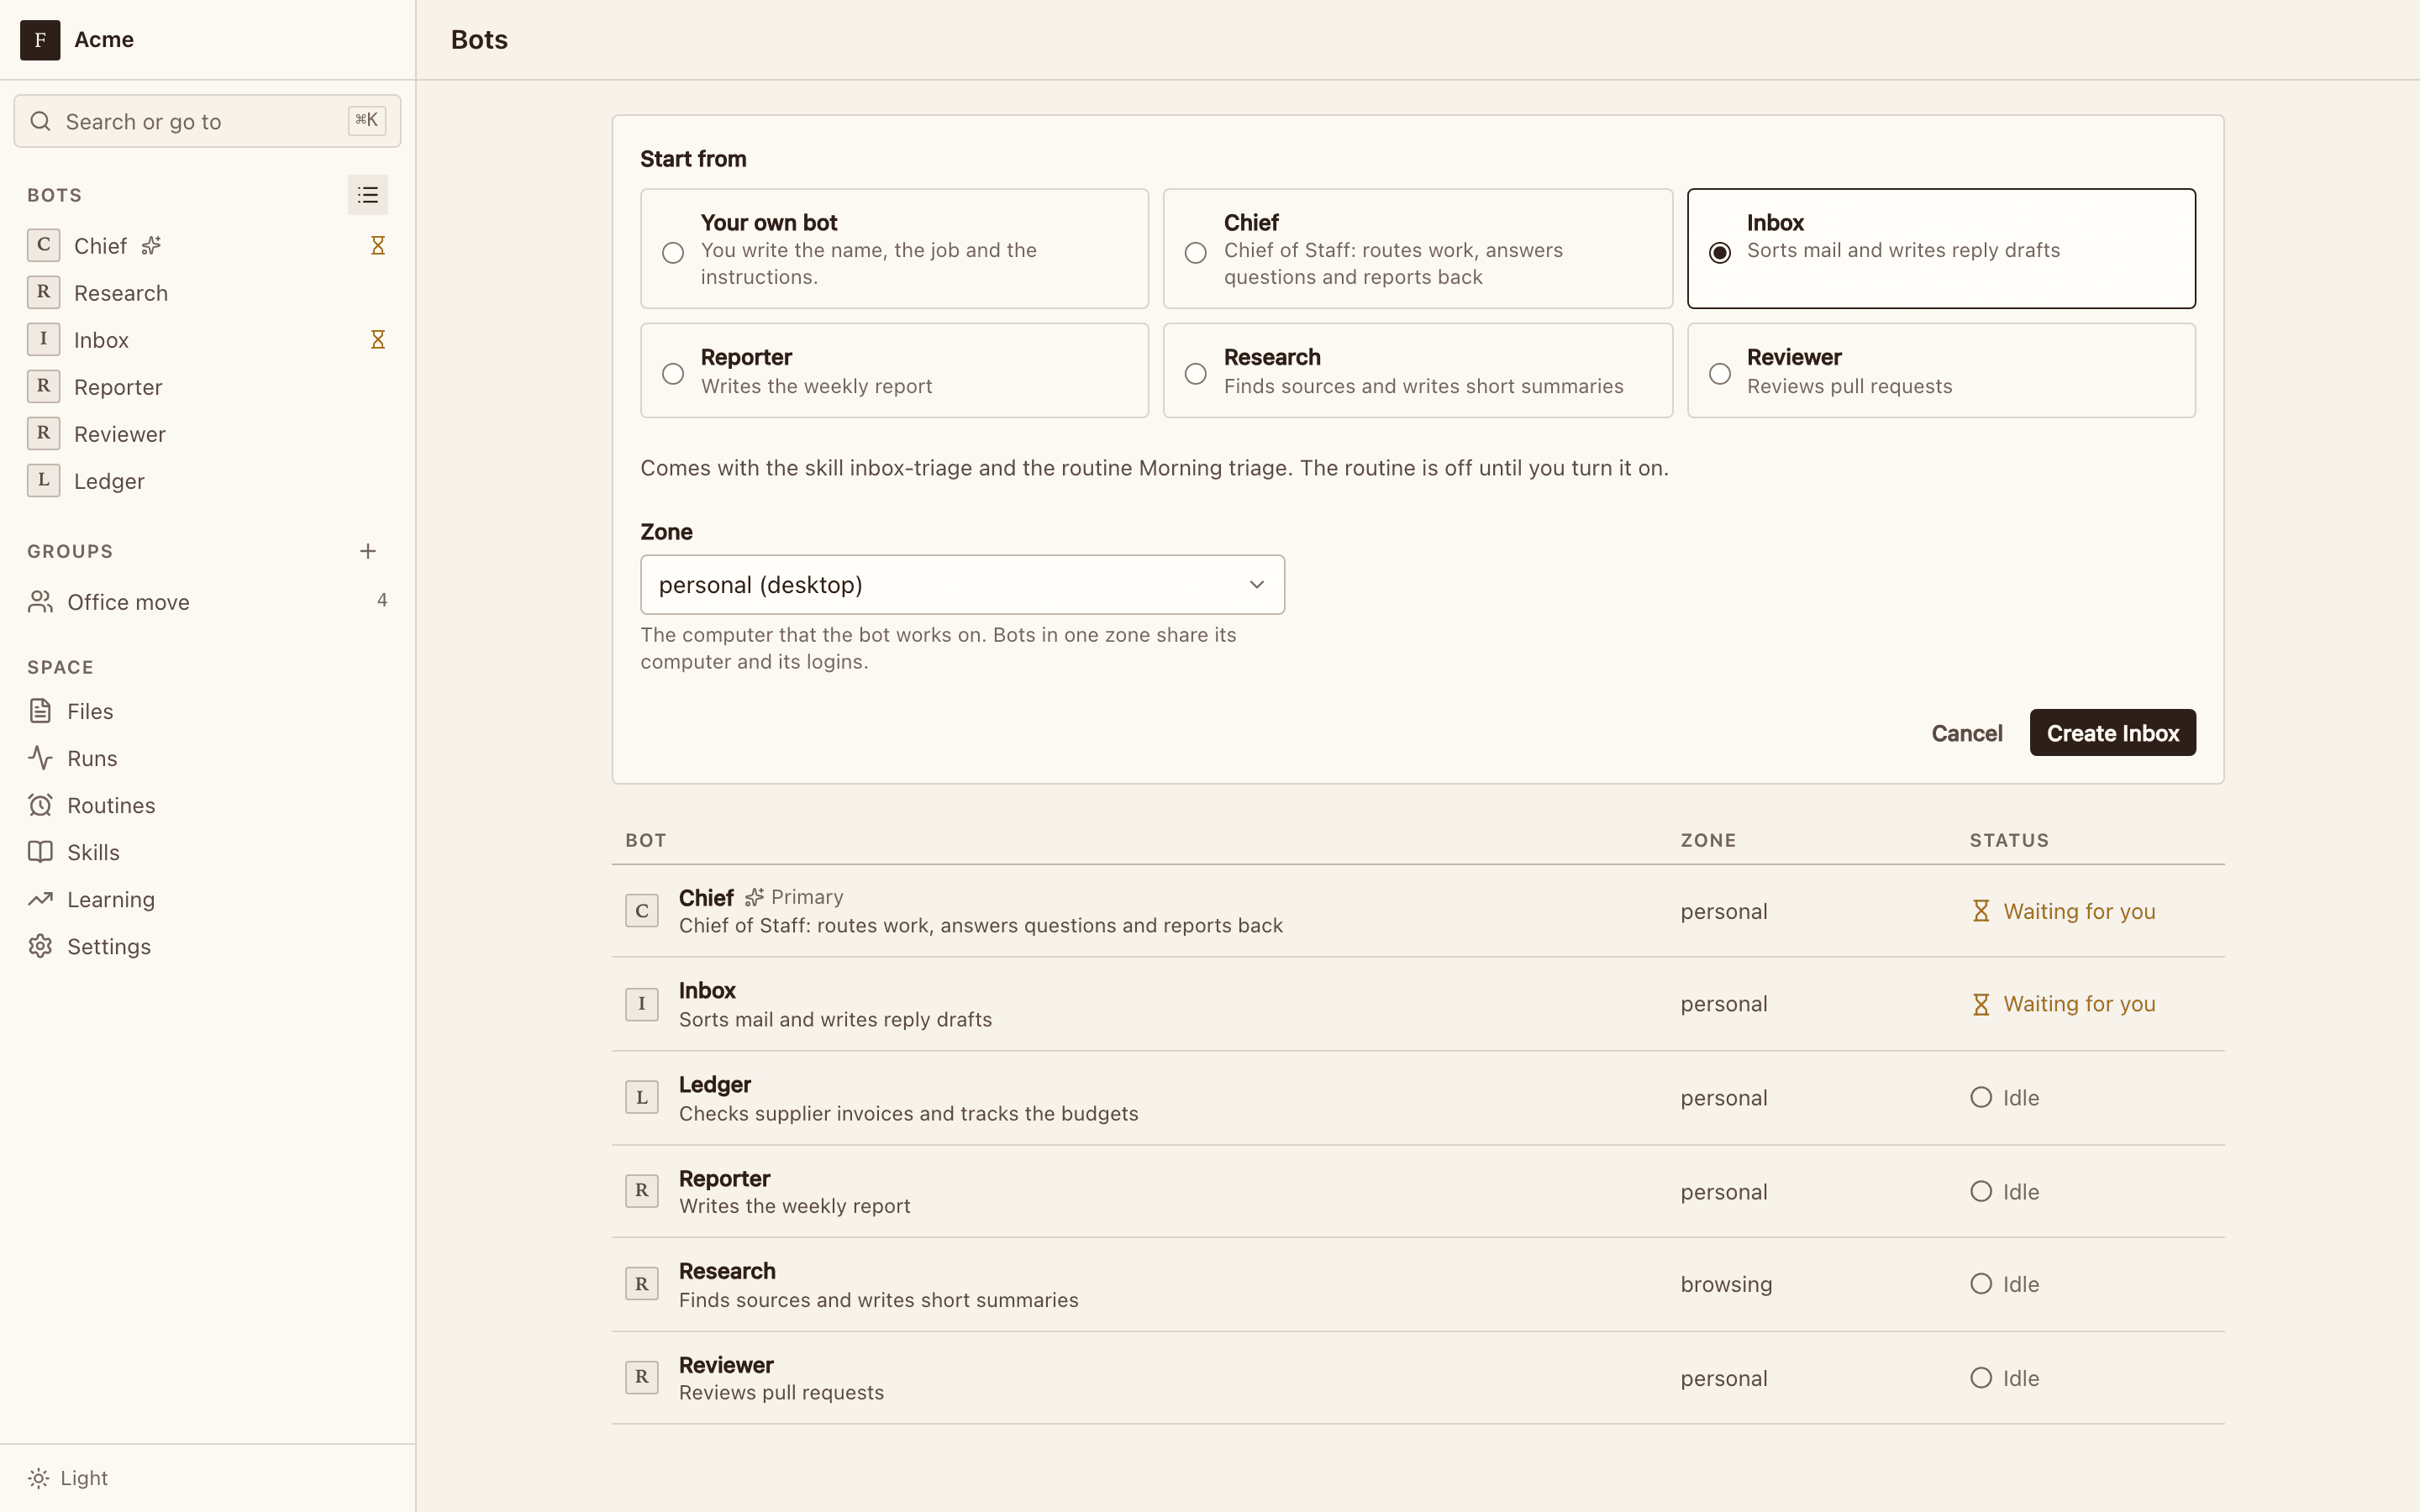 F Acme
Search or go to ⌘K
BOTS
C Chief
R Research
I Inbox
R Reporter
R Reviewer
L Ledger
GROUPS
Office move 4
SPACE
Files
Runs
Routines
Skills
Learning
Settings
Light
Bots
Start from
Your own bot
You write the name, the job and the
instructions.
Chief
Chief of Staff: routes work, answers
questions and reports back
Inbox
Sorts mail and writes reply drafts
Reporter
Writes the weekly report
Research
Finds sources and writes short summaries
Reviewer
Reviews pull requests
Comes with the skill inbox-triage and the routine Morning triage. The routine is off until you turn it on.
Zone
personal (desktop)
The computer that the bot works on. Bots in one zone share its
computer and its logins.
Cancel Create Inbox
BOT ZONE STATUS
C Chief Primary
Chief of Staff: routes work, answers questions and reports back
personal Waiting for you
I Inbox
Sorts mail and writes reply drafts
personal Waiting for you
L Ledger
Checks supplier invoices and tracks the budgets
personal Idle
R Reporter
Writes the weekly report
personal Idle
R Research
Finds sources and writes short summaries
browsing Idle
R Reviewer
Reviews pull requests
personal Idle